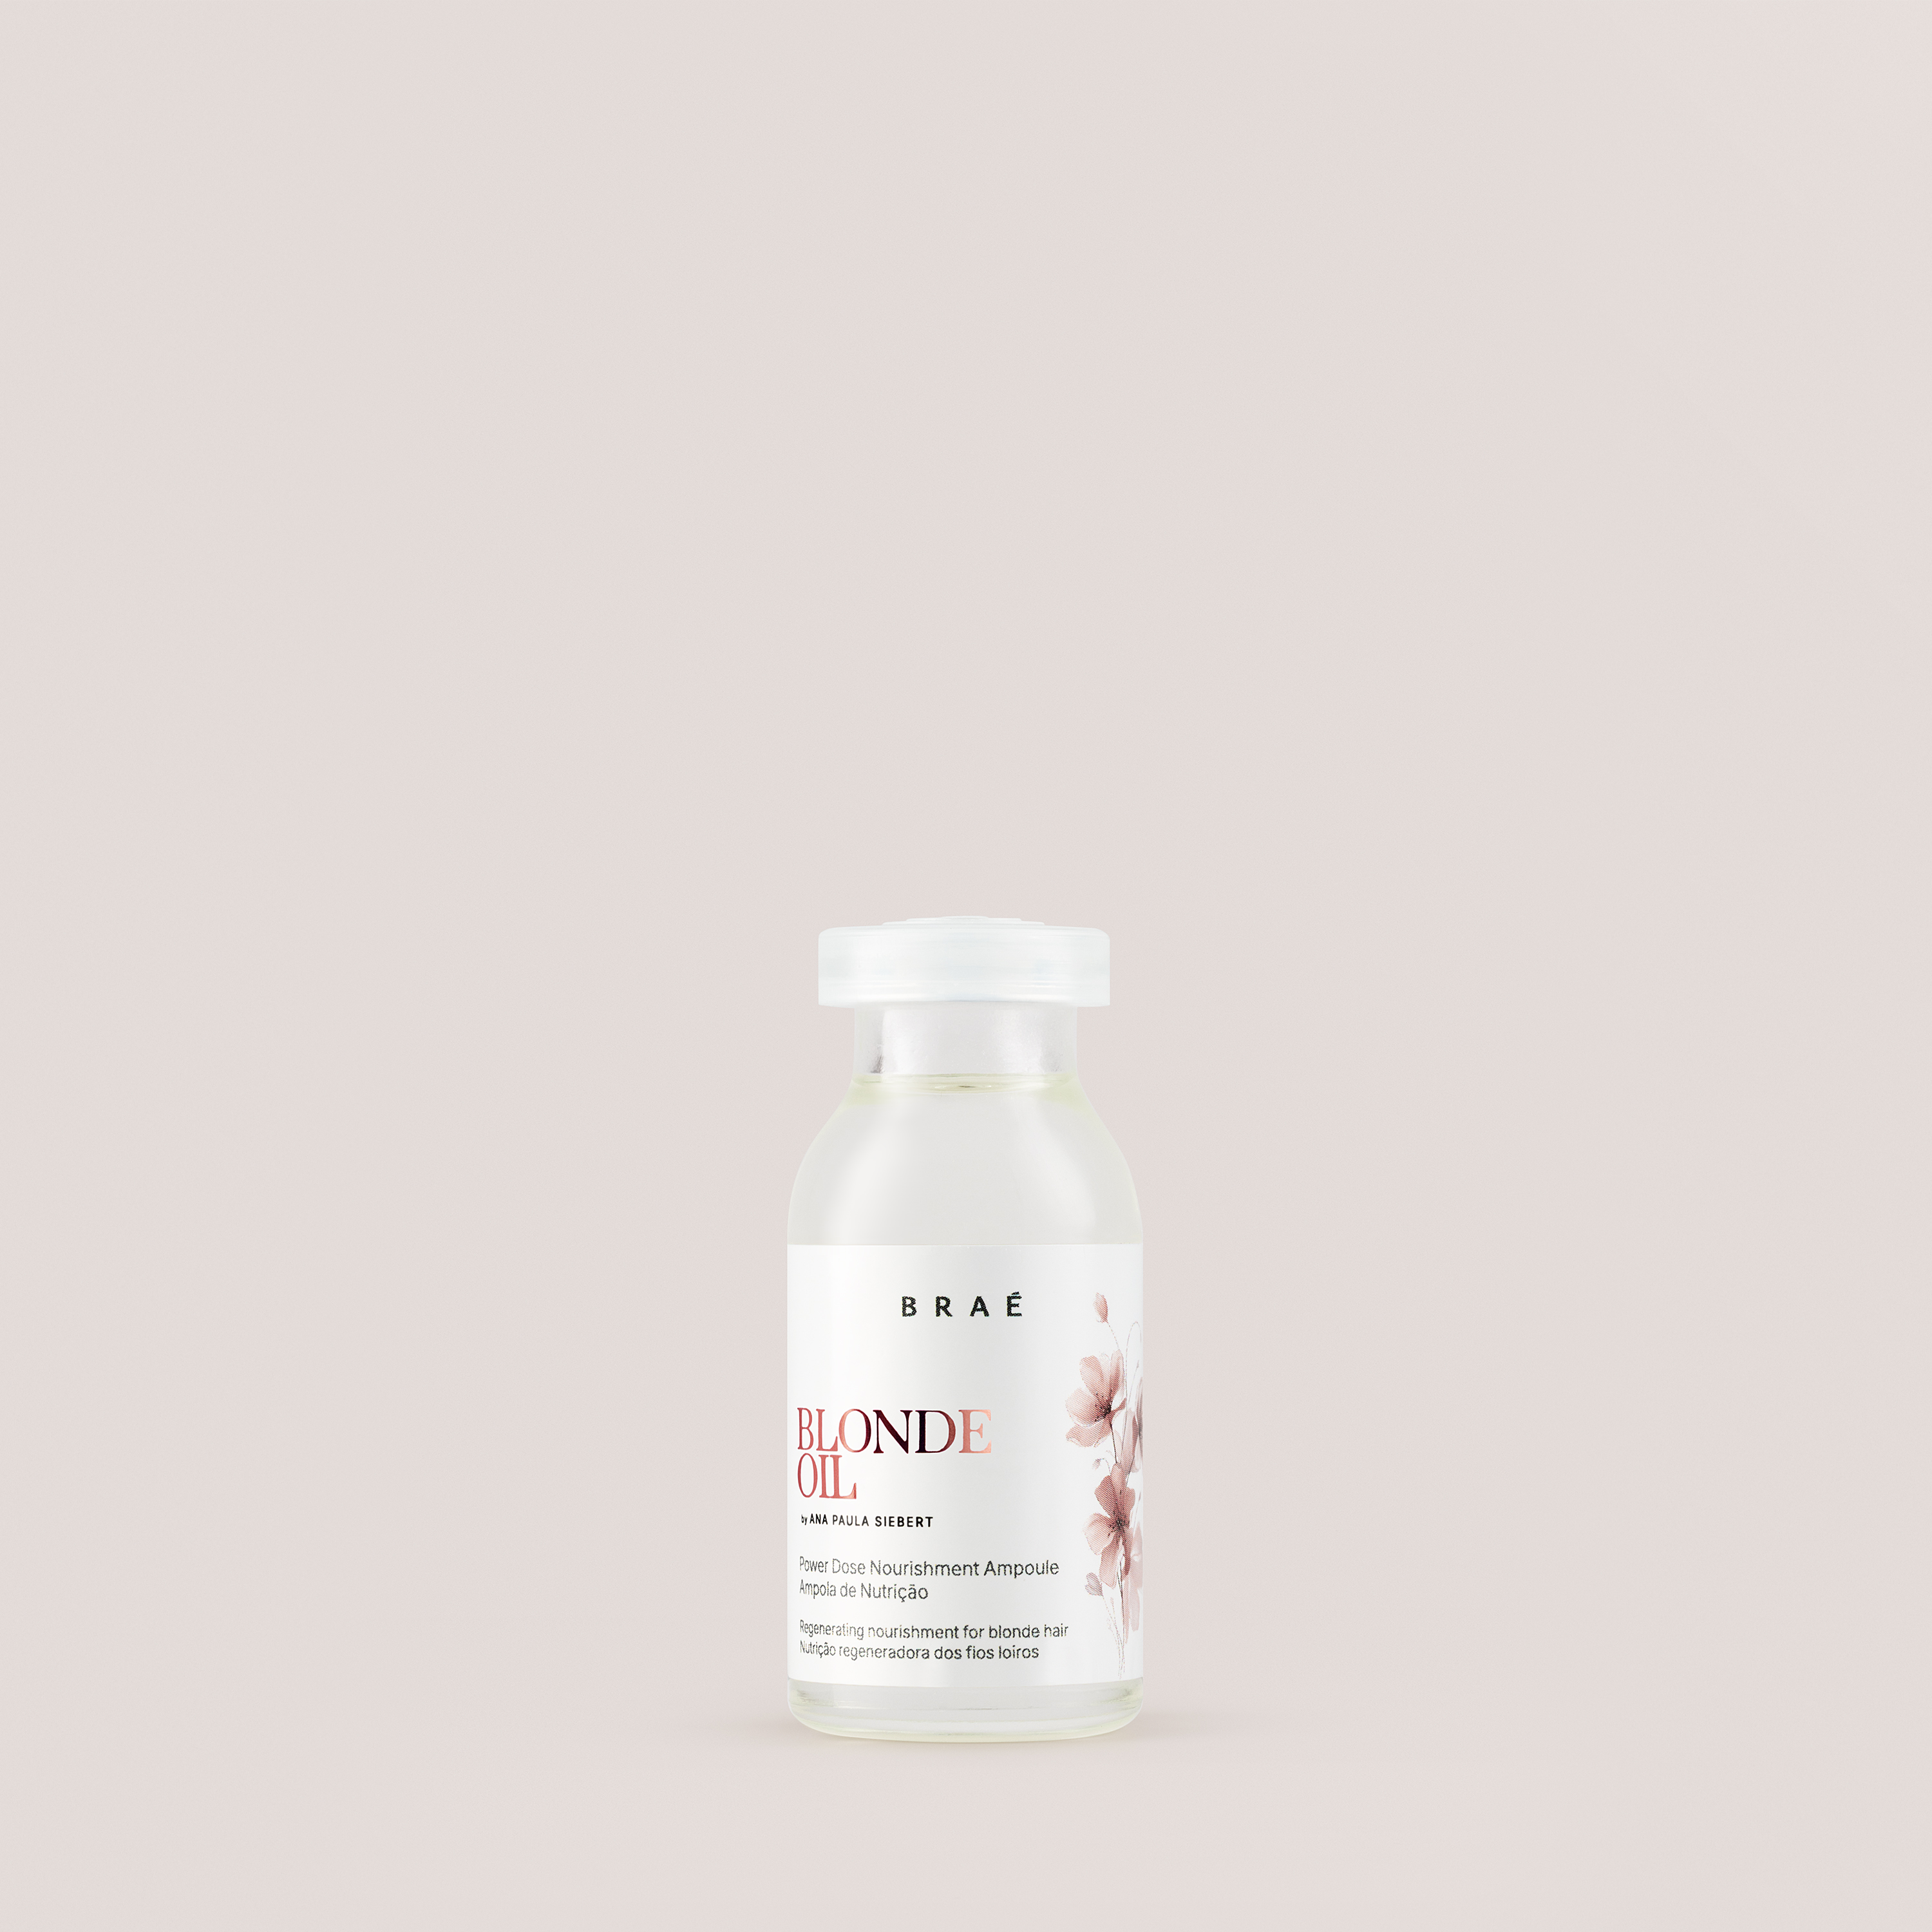 BRAÉ
BLONDE
OIL
by ANA PAULA SIEBERT
Power Dose Nourishment Ampoule
Ampola de Nutrição
Regenerating nourishment for blonde hair
Nutrição regeneradora dos fios loiros